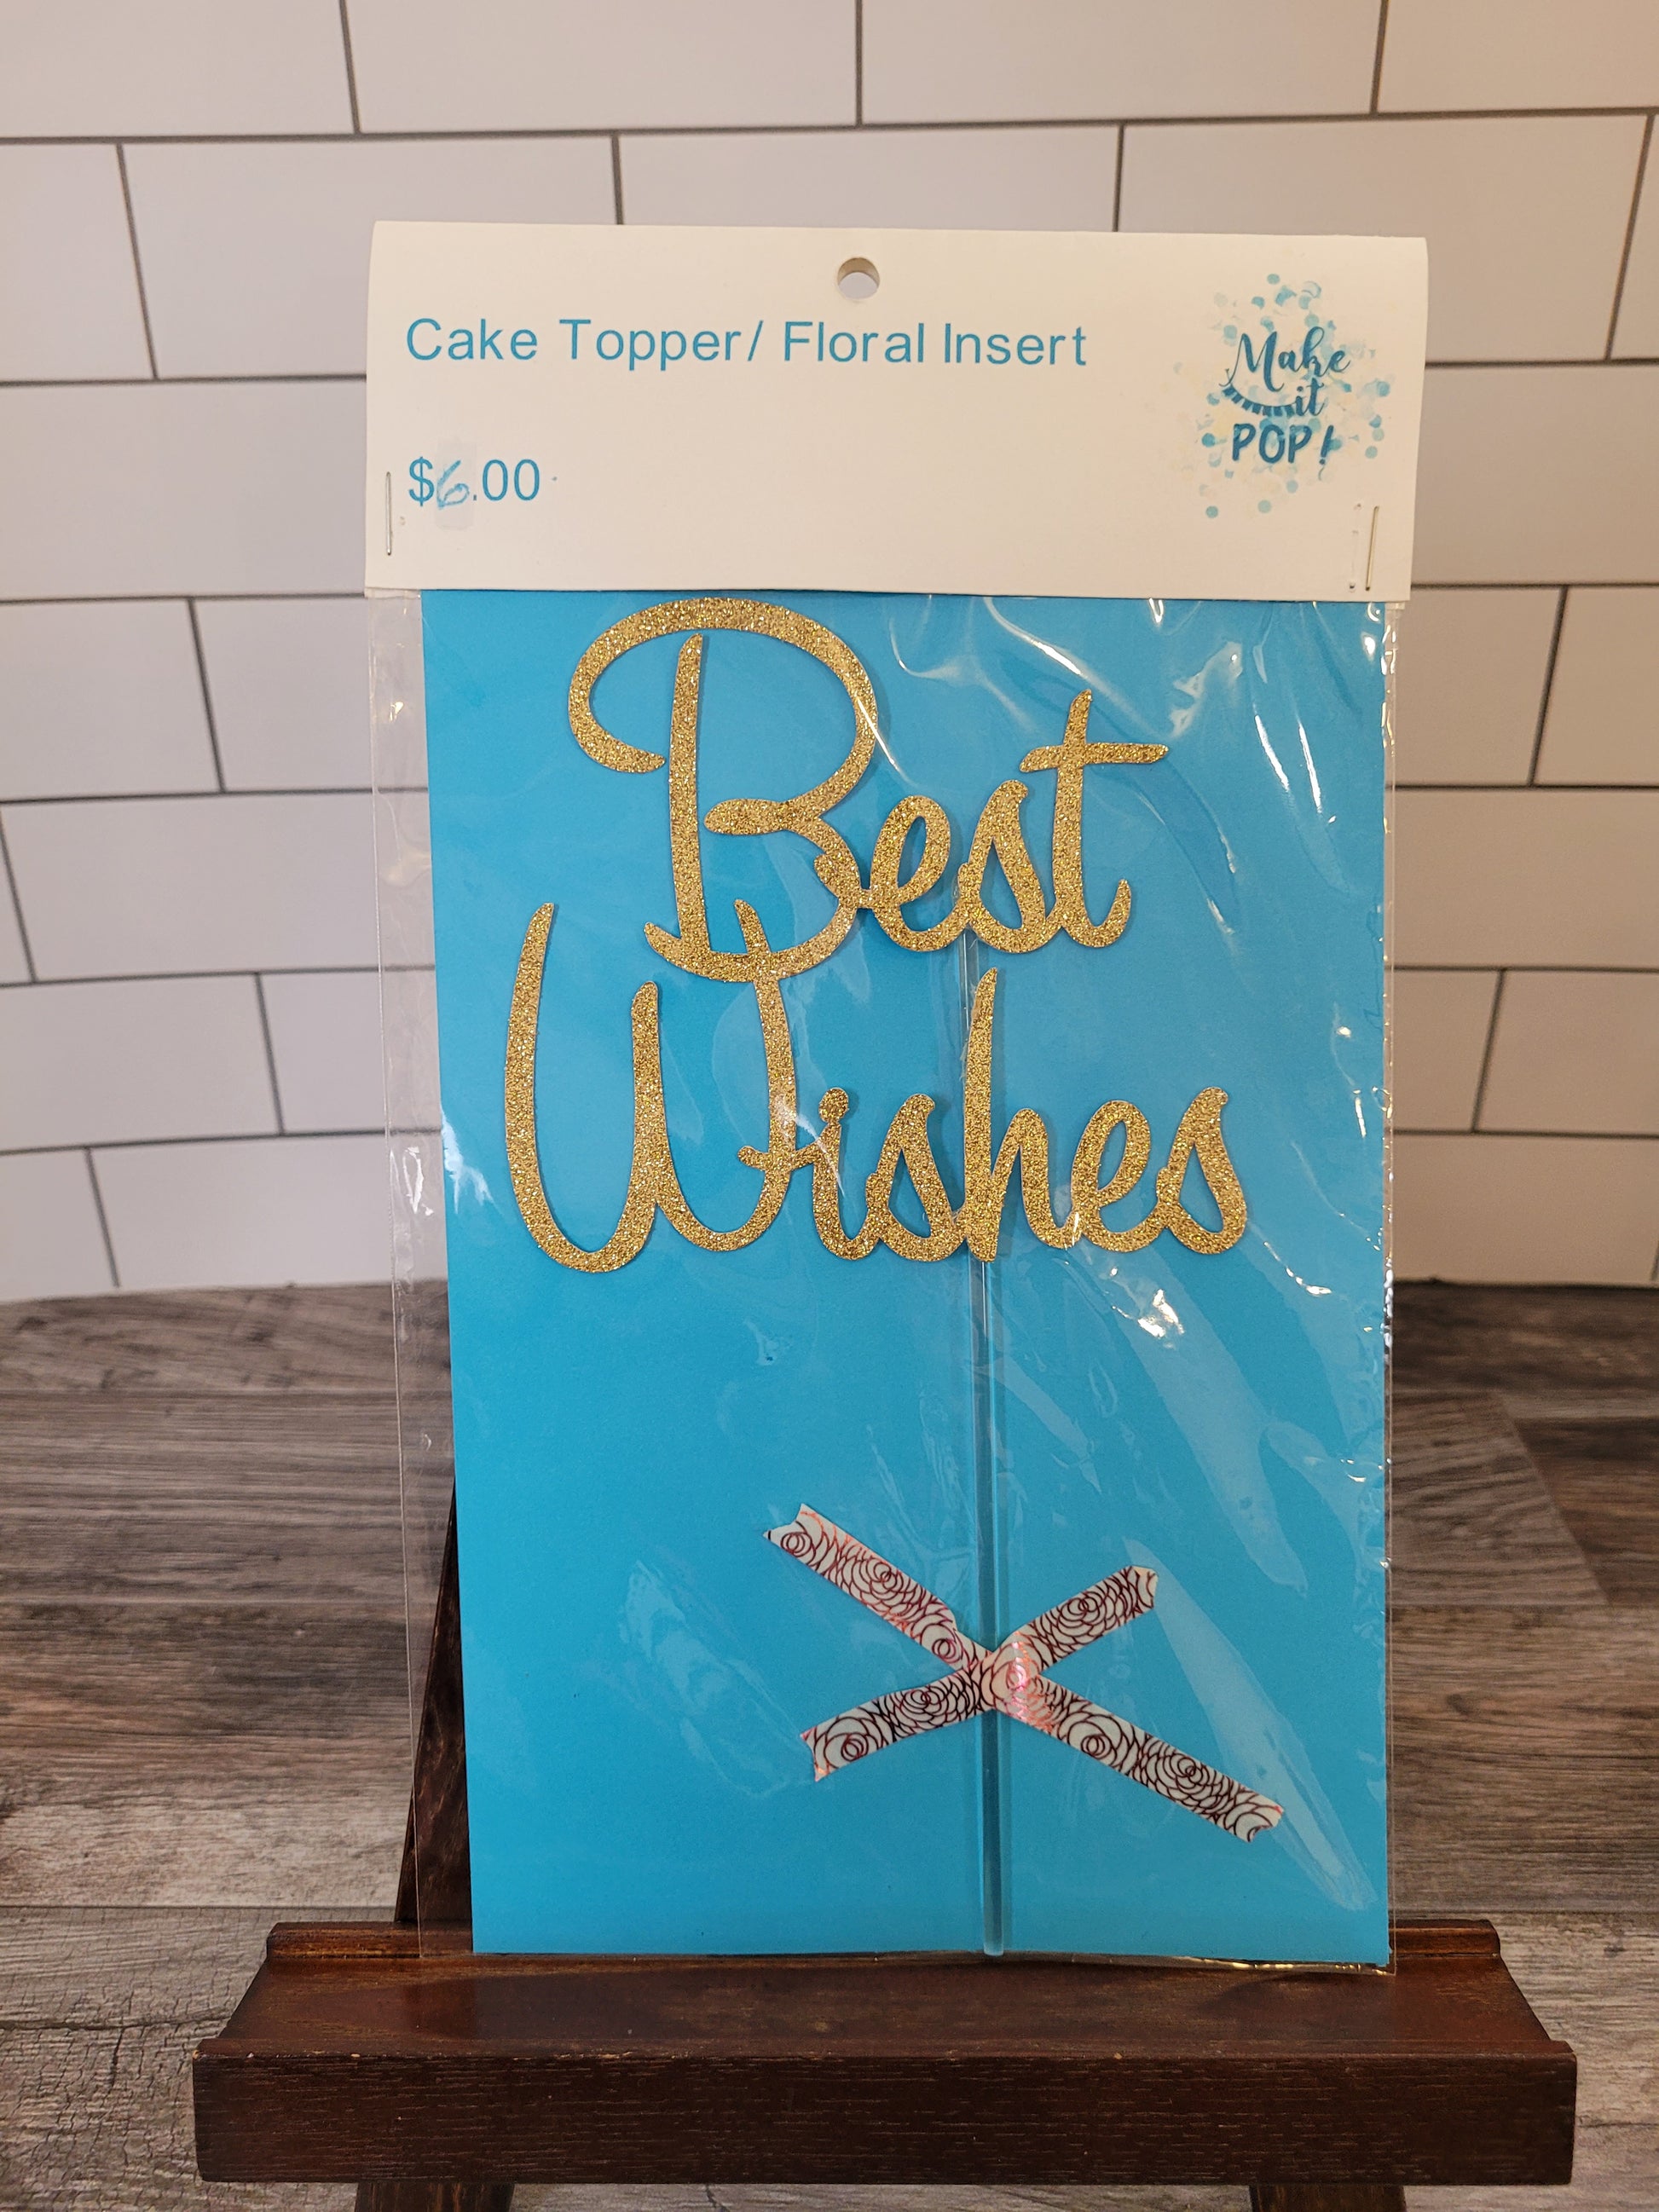 Cake Topper/ Floral Insert
Make
it
POP!
$6.00
Best
Wishes